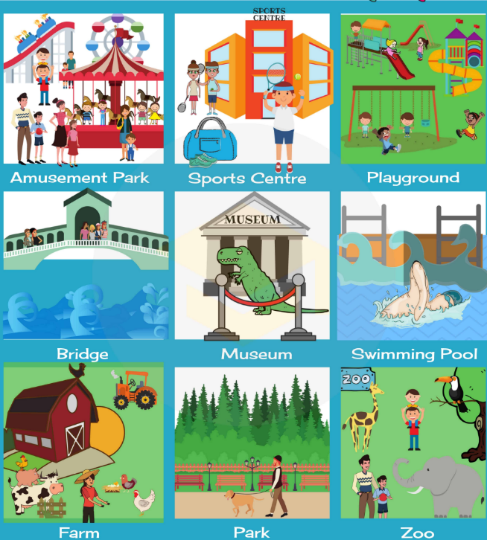 SPORTS
CENTRE
Amusement Park
Sports Centre
Playground
MUSEUM
Bridge
Museum
Swimming Pool
ZOO
Farm
Park
Zoo